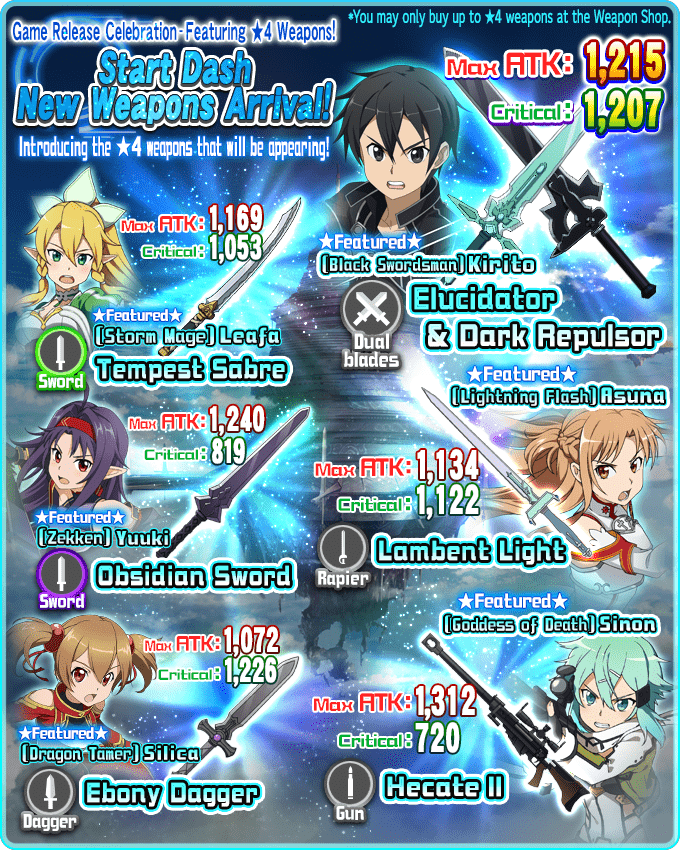 *You may only buy up to ★4 weapons at the Weapon Shop.
Game Release Celebration-Featuring ★4 Weapons!
Start Dash
New Weapons Arrival!
Introducing the ★4 weapons that will be appearing!
Max ATK: 1,215
Critical: 1,207
★Featured★
[Black Swordsman] Kirito
Dual
blades
Elucidator
& Dark Repulsor
Max ATK: 1,169
Critical: 1,053
★Featured★
[Storm Mage] Leafa
Sword
Tempest Sabre
★Featured★
[Lightning Flash] Asuna
Max ATK: 1,134
Critical: 1,122
Rapier
Lambent Light
Max ATK: 1,240
Critical: 819
★Featured★
[Zekken] Yuuki
Sword
Obsidian Sword
★Featured★
[Goddess of Death] Sinon
Max ATK: 1,312
Critical: 720
Gun
Hecate II
Max ATK: 1,072
Critical: 1,226
★Featured★
[Dragon Tamer] Silica
Dagger
Ebony Dagger